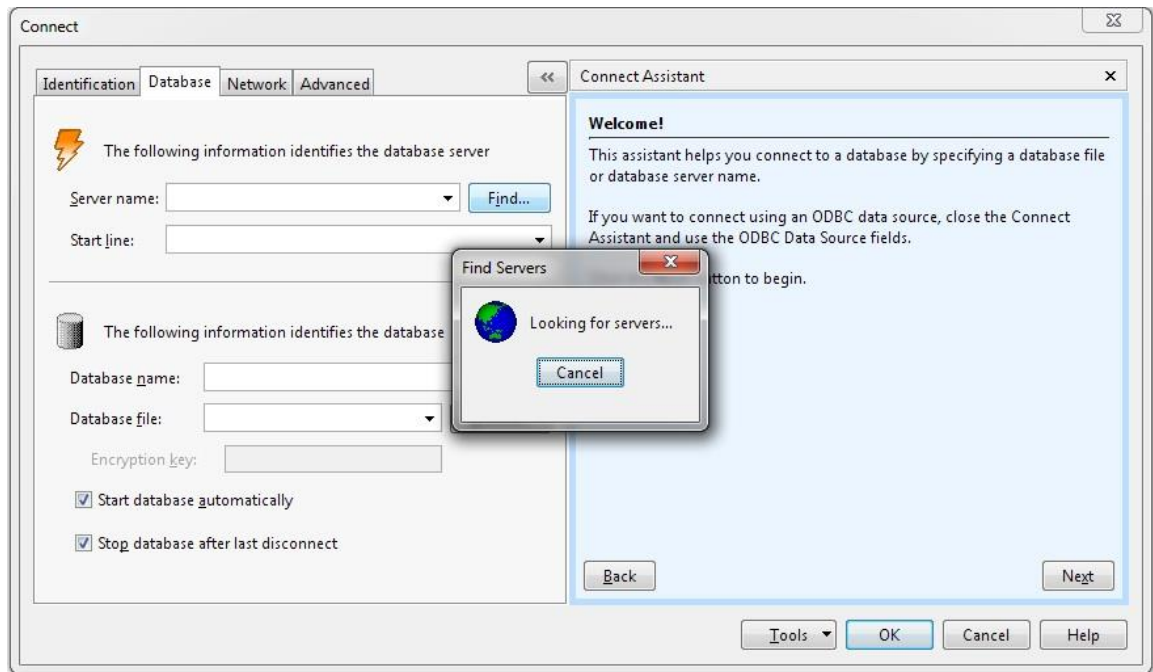 Connect
Identification Database Network Advanced
The following information identifies the database server
Server name:
Find...
Start line:
The following information identifies the database
Database name:
Database file:
Encryption key:
Start database automatically
Stop database after last disconnect
Connect Assistant
Welcome!
This assistant helps you connect to a database by specifying a database file
or database server name.
If you want to connect using an ODBC data source, close the Connect
Assistant and use the ODBC Data Source fields.
to begin.
Back
Next
Find Servers
Looking for servers...
Cancel
Tools OK Cancel Help